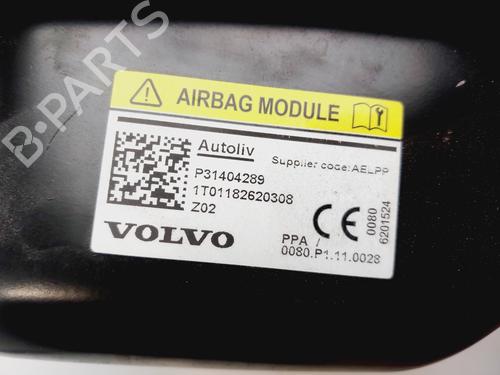 B-PARTS
AIRBAG MODULE
Autoliv
Supplier code:AELPP
P31404289
1T01182620308
Z02
VOLVO
CE
0080
6201524
PPA /
0080.P1.11.0028